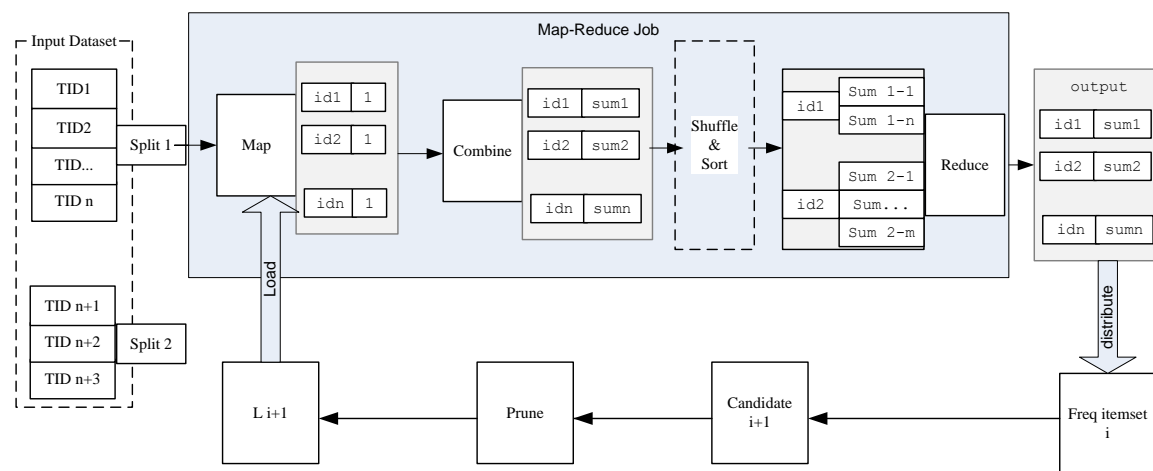 Map-Reduce Job
Input Dataset
TID1
TID2
TID...
TID n
Split 1
TID n+1
TID n+2
TID n+3
Split 2
Map
id1 1
id2 1
idn 1
Combine
id1 sum1
id2 sum2
idn sumn
Shuffle
&
Sort
id1
Sum 1-1
Sum 1-n
id2
Sum 2-1
Sum...
Sum 2-m
Reduce
output
id1 sum1
id2 sum2
idn sumn
Load
distribute
L i+1
Prune
Candidate
i+1
Freq itemset
i